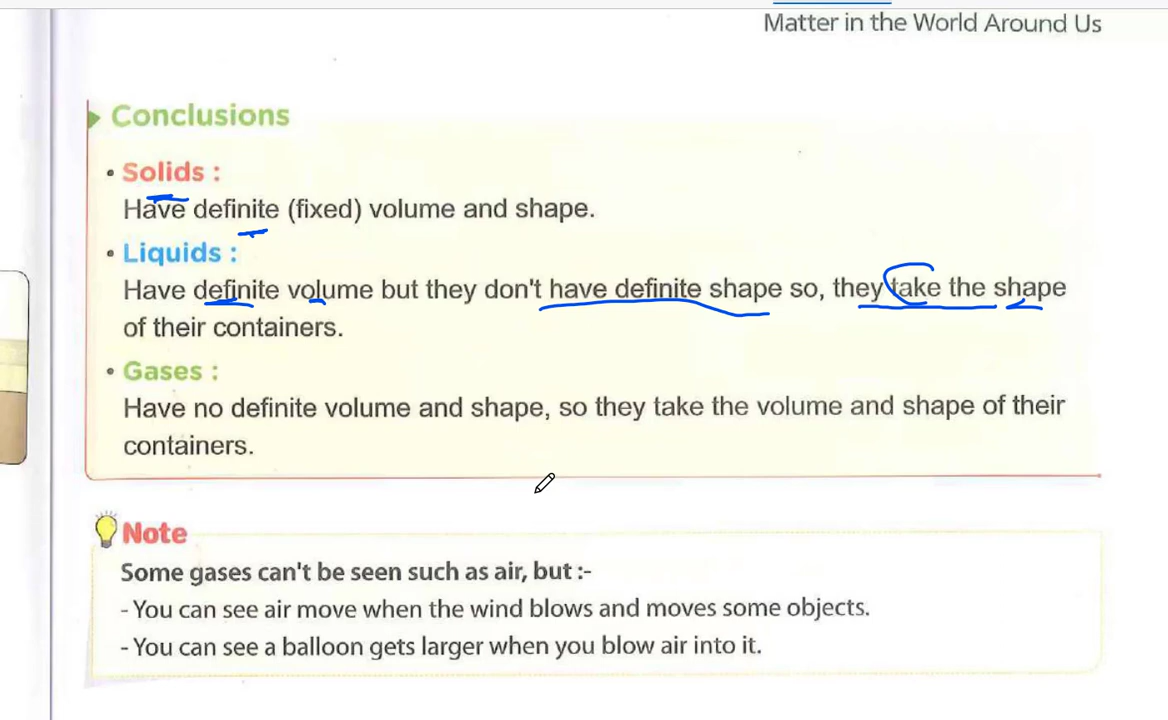 Matter in the World Around Us
Conclusions
• Solids :
Have definite (fixed) volume and shape.
• Liquids :
Have definite volume but they don't have definite shape so, they take the shape
of their containers.
• Gases :
Have no definite volume and shape, so they take the volume and shape of their
containers.
Note
Some gases can't be seen such as air, but :-
- You can see air move when the wind blows and moves some objects.
- You can see a balloon gets larger when you blow air into it.